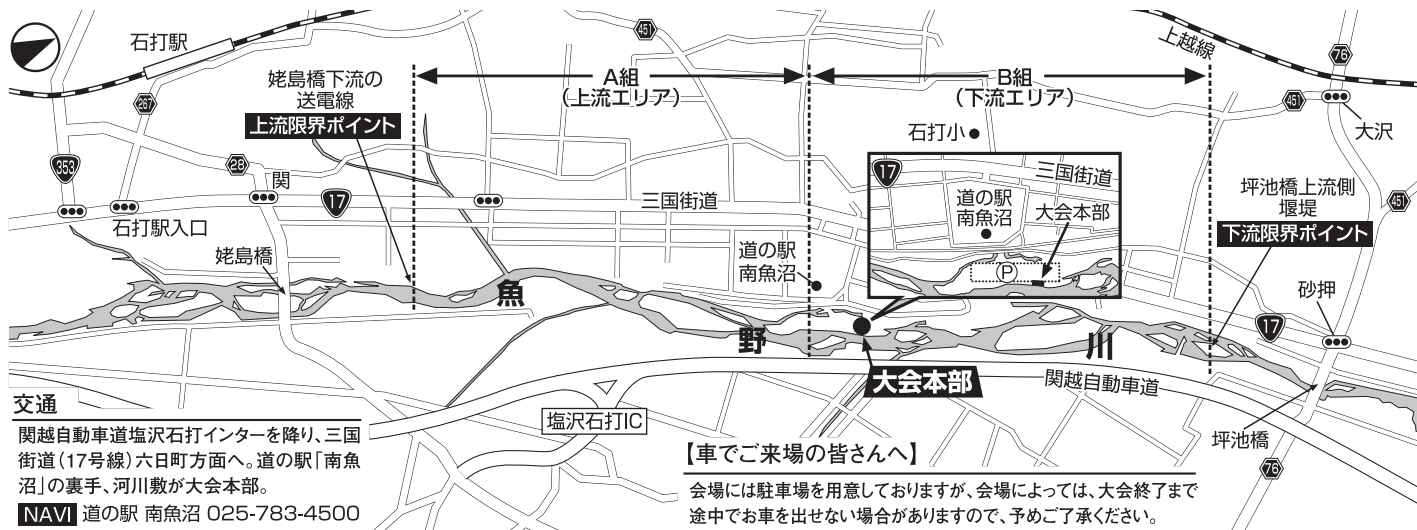 石打駅
451
上越線
76
267
姥島橋下流の
送電線
上流限界ポイント
A組
(上流エリア)
B組
(下流エリア)
石打小
451
大沢
353
28
関
17
三国街道
石打駅入口
姥島橋
道の駅
南魚沼
17
三国街道
道の駅
南魚沼
大会本部
P
坪池橋上流側
堰堤
下流限界ポイント
451
砂押
17
魚
野
川
大会本部
関越自動車道
塩沢石打IC
坪池橋
76
交通
関越自動車道塩沢石打インターを降り、三国
街道(17号線)六日町方面へ。道の駅「南魚
沼」の裏手、河川敷が大会本部。
NAVI 道の駅 南魚沼 025-783-4500
【車でご来場の皆さんへ】
会場には駐車場を用意しておりますが、会場によっては、大会終了まで
途中でお車を出せない場合がありますので、予めご了承ください。